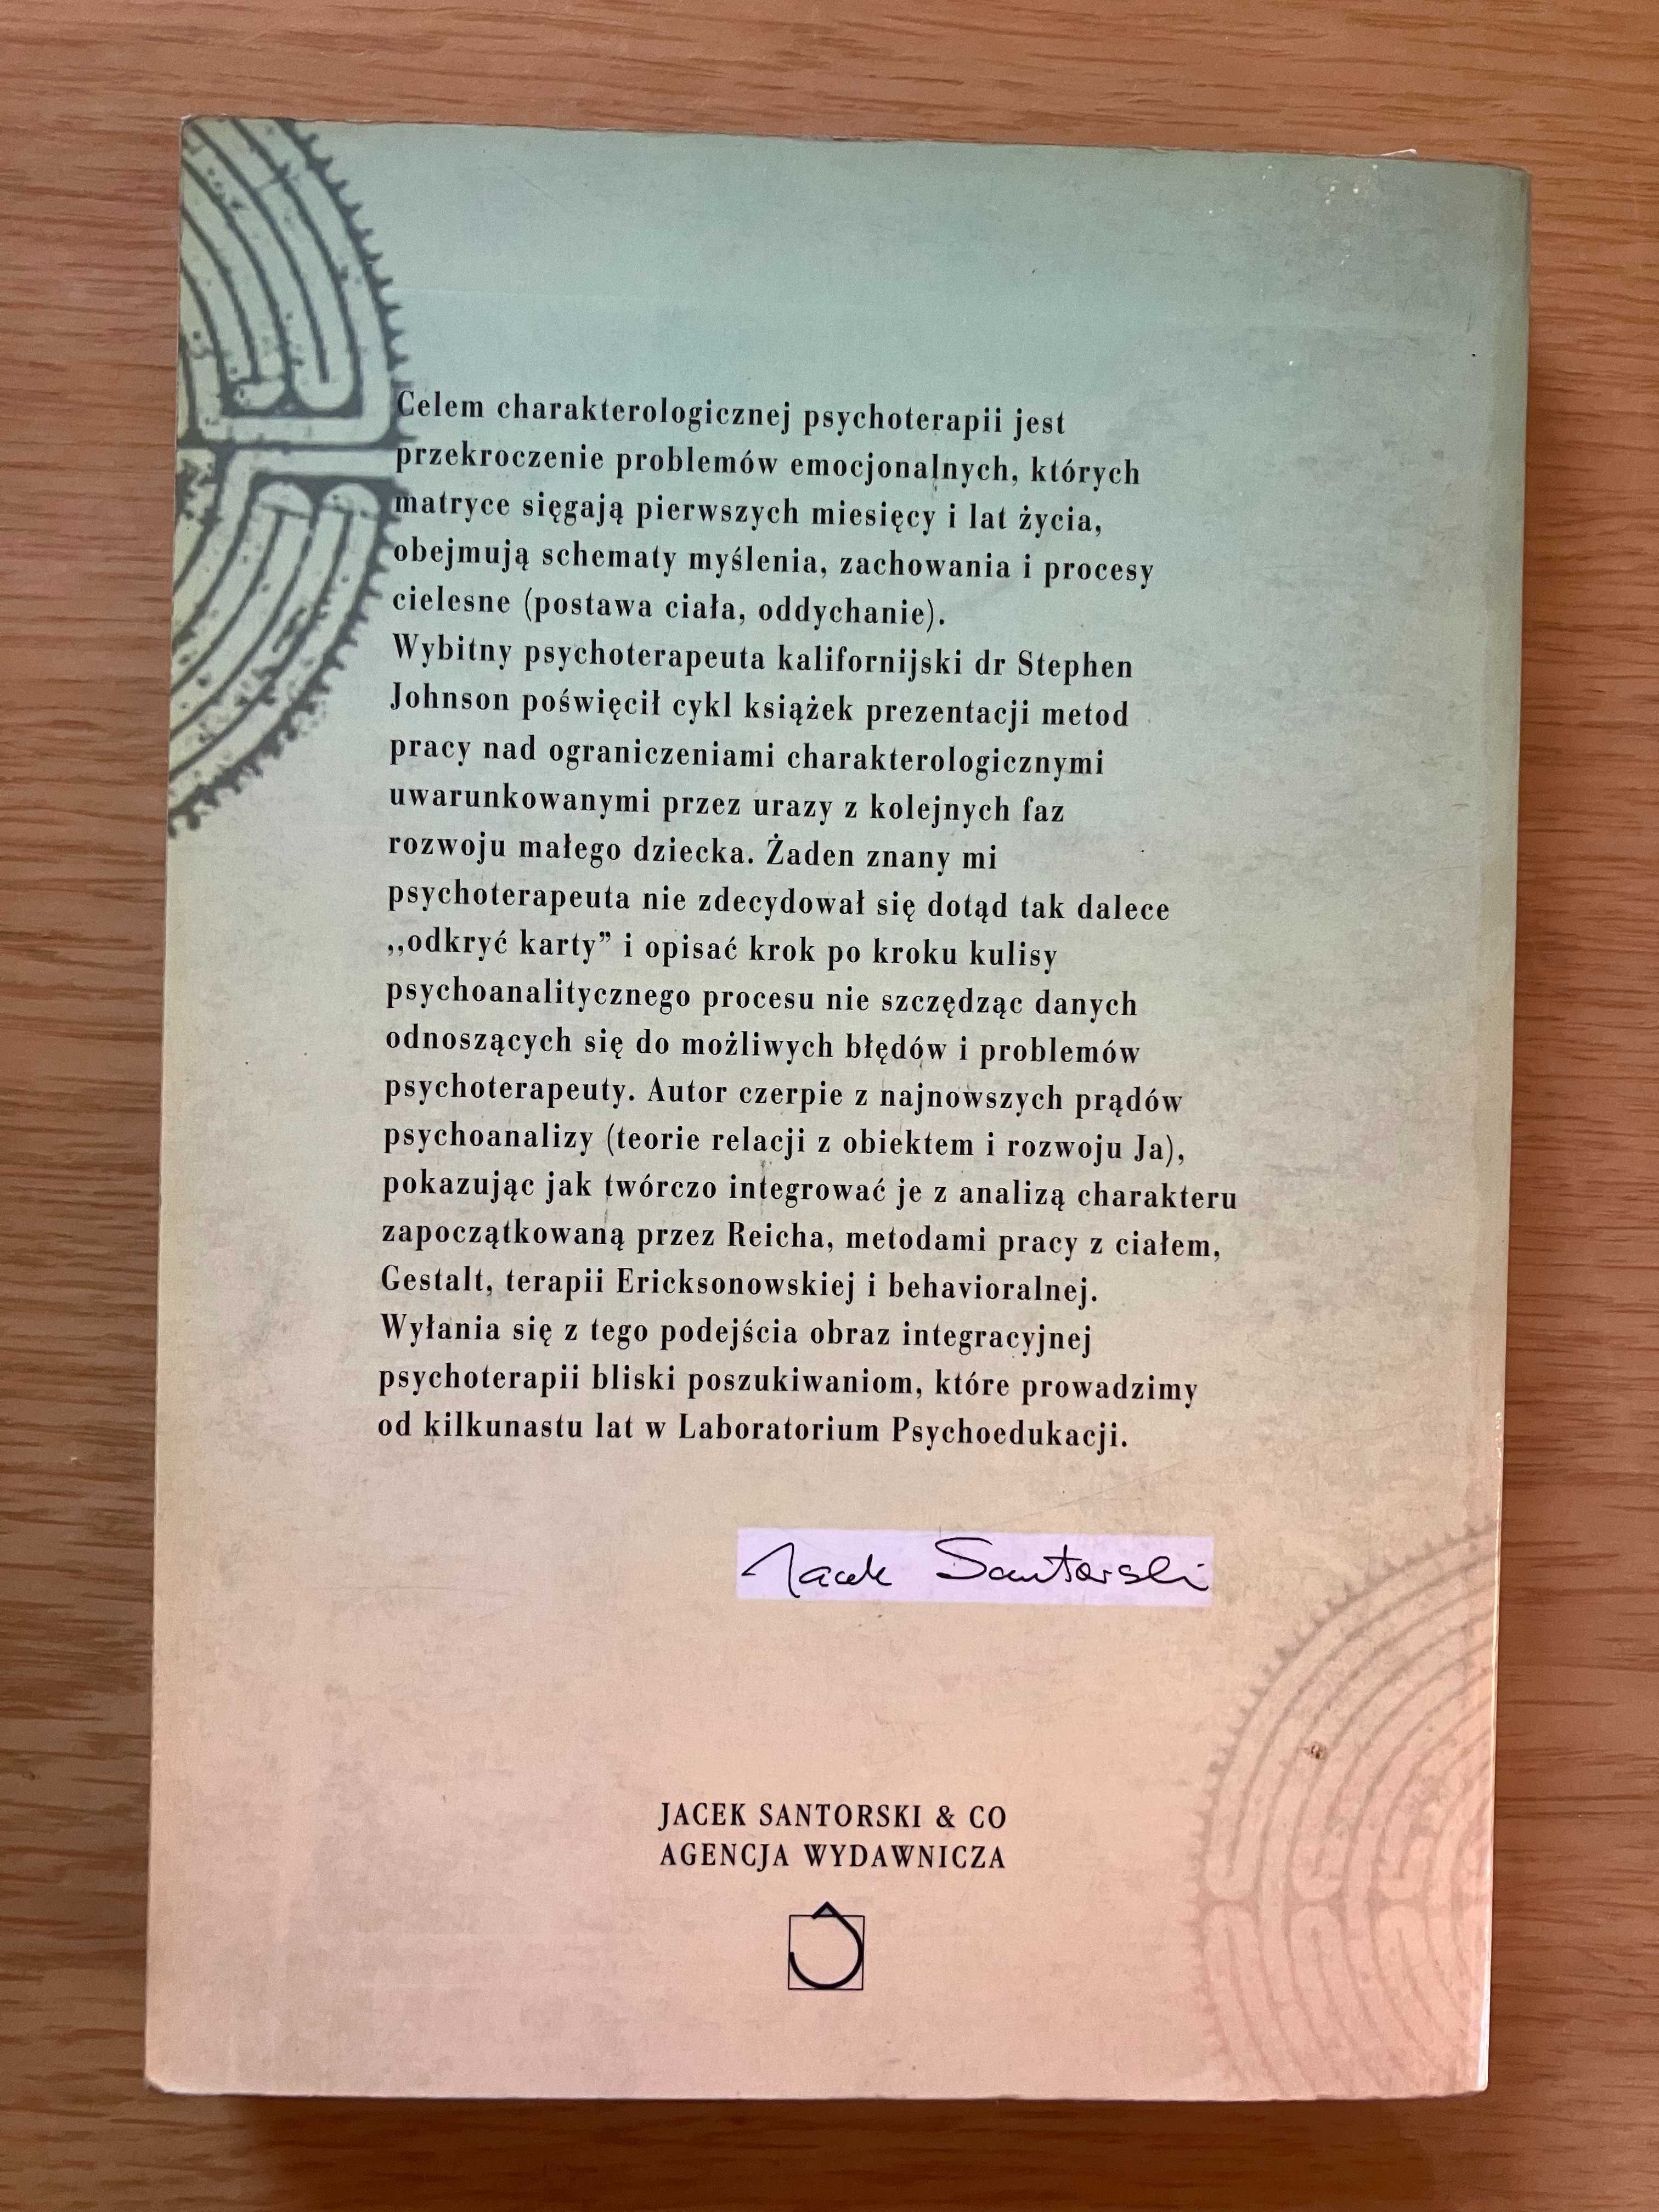 Celem charakterologicznej psychoterapii jest
przekroczenie problemów emocjonalnych, których
matryce sięgają pierwszych miesięcy i lat życia,
obejmują schematy myślenia, zachowania i procesy
cielesne (postawa ciała, oddychanie).
Wybitny psychoterapeuta kalifornijski dr Stephen
Johnson poświęcił cykl książek prezentacji metod
pracy nad ograniczeniami charakterologicznymi
uwarunkowanymi przez urazy z kolejnych faz
rozwoju małego dziecka. Żaden znany mi
psychoterapeuta nie zdecydował się dotąd tak dalece
,,odkryć karty” i opisać krok po kroku kulisy
psychoanalitycznego procesu nie szczędząc danych
odnoszących się do możliwych błędów i problemów
psychoterapeuty. Autor czerpie z najnowszych prądów
psychoanalizy (teorie relacji z obiektem i rozwoju Ja),
pokazując jak twórczo integrować je z analizą charakteru
zapoczątkowaną przez Reicha, metodami pracy z ciałem,
Gestalt, terapii Ericksonowskiej i behavioralnej.
Wyłania się z tego podejścia obraz integracyjnej
psychoterapii bliski poszukiwaniom, które prowadzimy
od kilkunastu lat w Laboratorium Psychoedukacji.
Jacek Santorski
JACEK SANTORSKI & CO
AGENCJA WYDAWNICZA